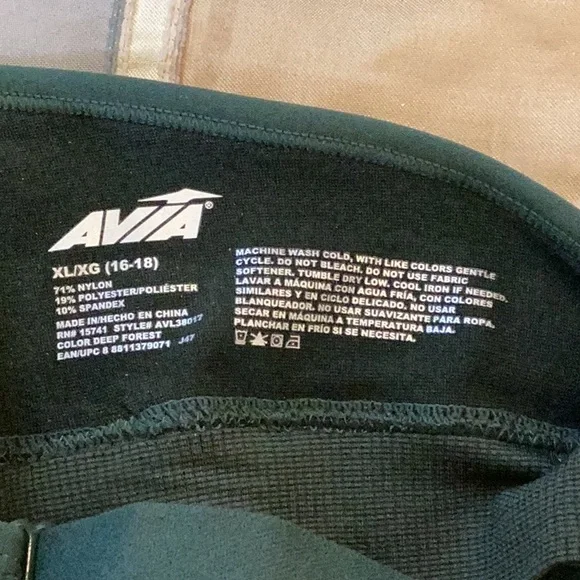 AVIA®
XL/XG (16-18)
71% NYLON
19% POLYESTER/POLIÉSTER
10% SPANDEX
MADE IN/HECHO EN CHINA
RN# 15741 STYLE# AVL38017
COLOR DEEP FOREST J47
EAN/UPC 8 8811379071
MACHINE WASH COLD, WITH LIKE COLORS GENTLE
CYCLE. DO NOT BLEACH. DO NOT USE FABRIC
SOFTENER. TUMBLE DRY LOW. COOL IRON IF NEEDED.
LAVAR A MÁQUINA CON AGUA FRÍA, CON COLORES
SIMILARES Y EN CICLO DELICADO. NO USAR
BLANQUEADOR. NO USAR SUAVIZANTE PARA ROPA.
SECAR EN MÁQUINA A TEMPERATURA BAJA.
PLANCHAR EN FRÍO SI SE NECESITA.